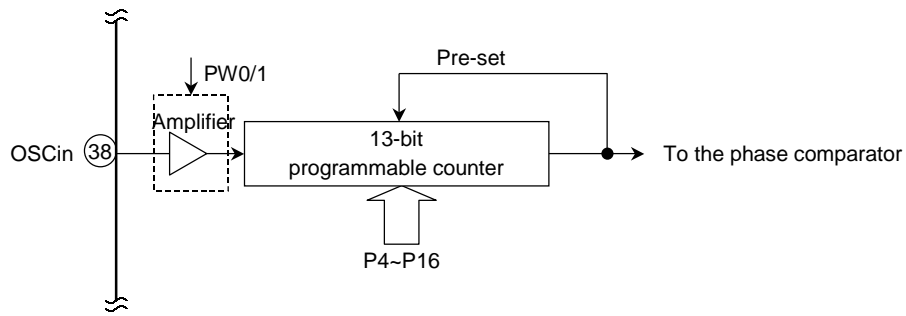 Pre-set
PW0/1
Amplifier
13-bit
programmable counter
OSCin 38
To the phase comparator
P4~P16